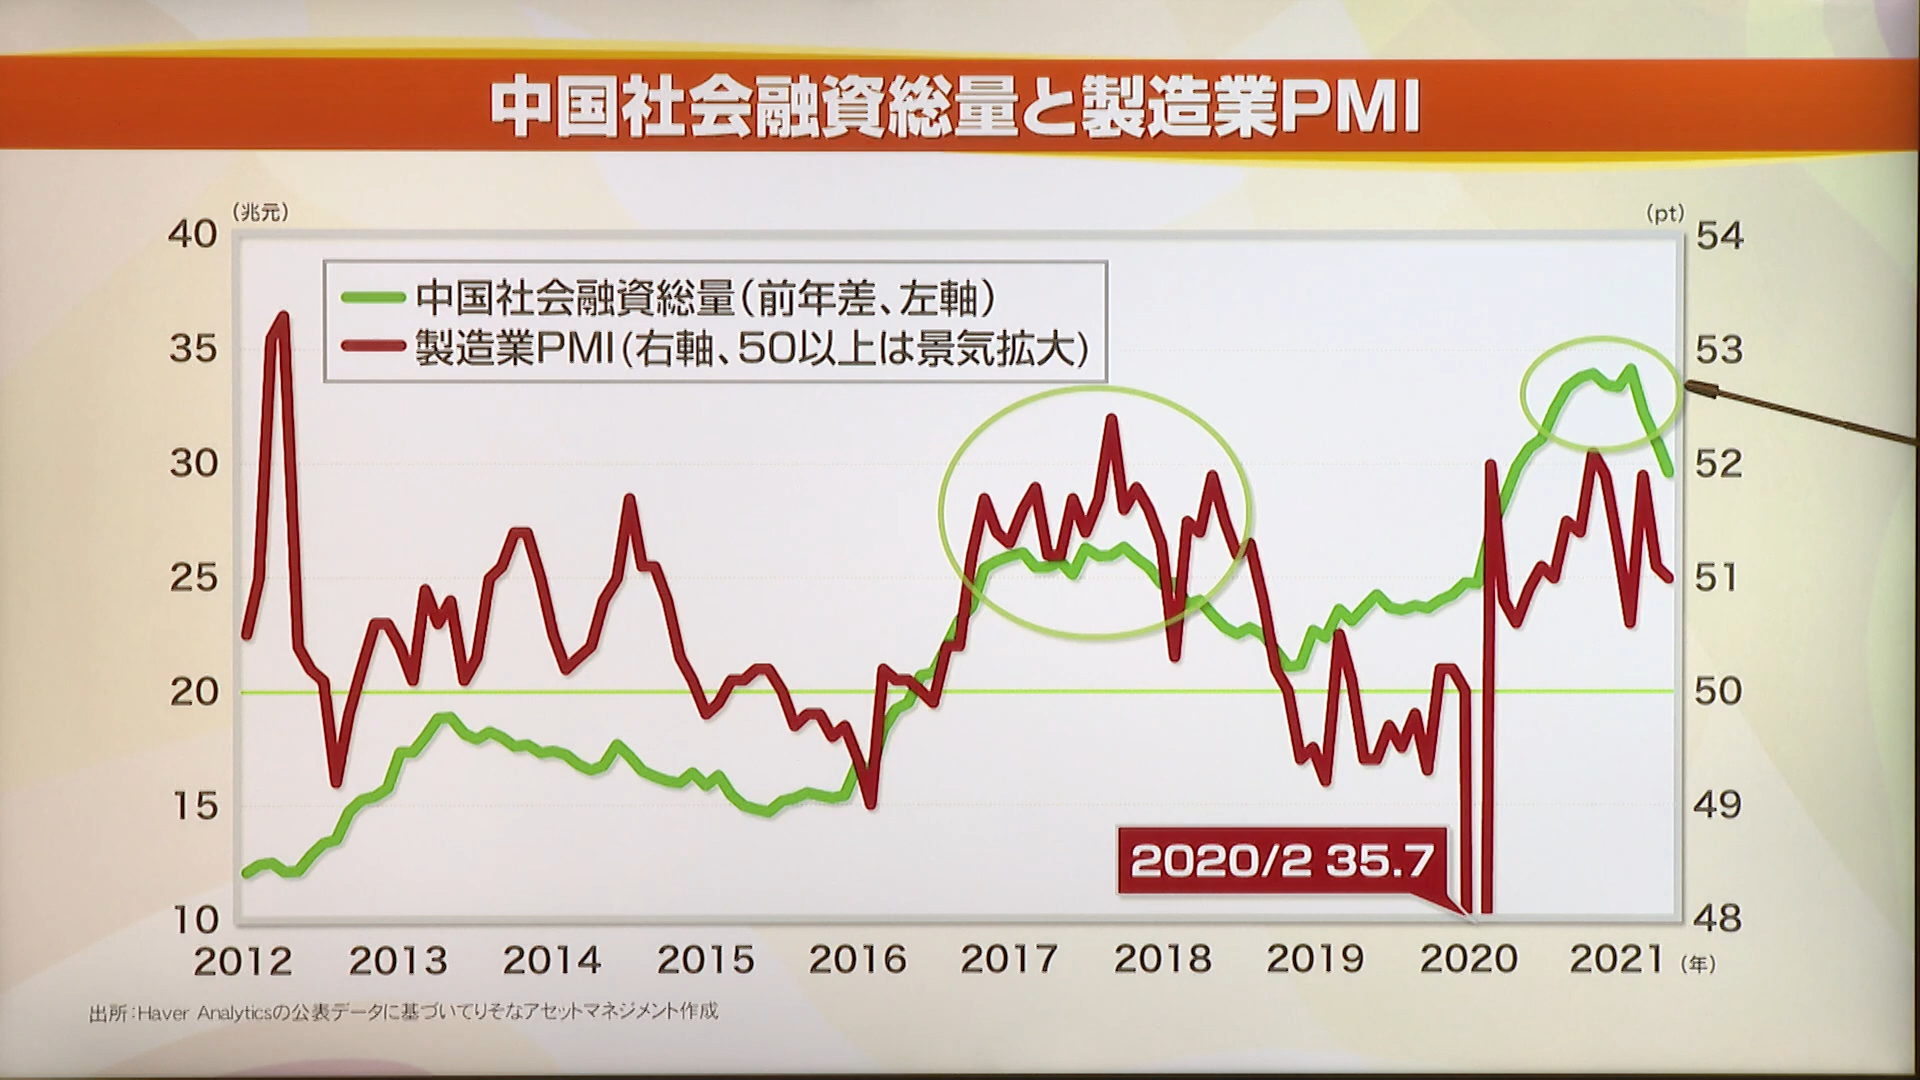 中国社会融資総量と製造業PMI
(兆元)
(pt)
中国社会融資総量(前年差、左軸)
製造業PMI(右軸、50以上は景気拡大)
40
35
30
25
20
15
10
54
53
52
51
50
49
48
2020/2 35.7
2012 2013 2014 2015 2016 2017 2018 2019 2020 2021 (年)
出所:Haver Analyticsの公表データに基づいてりそなアセットマネジメント作成